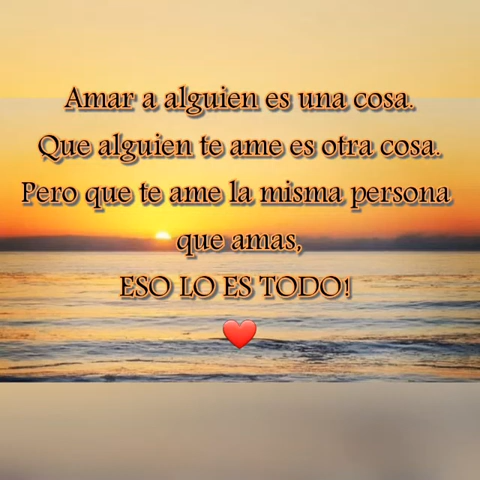 Amar a alguien es una cosa.
Que alguien te ame es otra cosa.
Pero que te ame la misma persona
que amas,
ESO LO ES TODO!